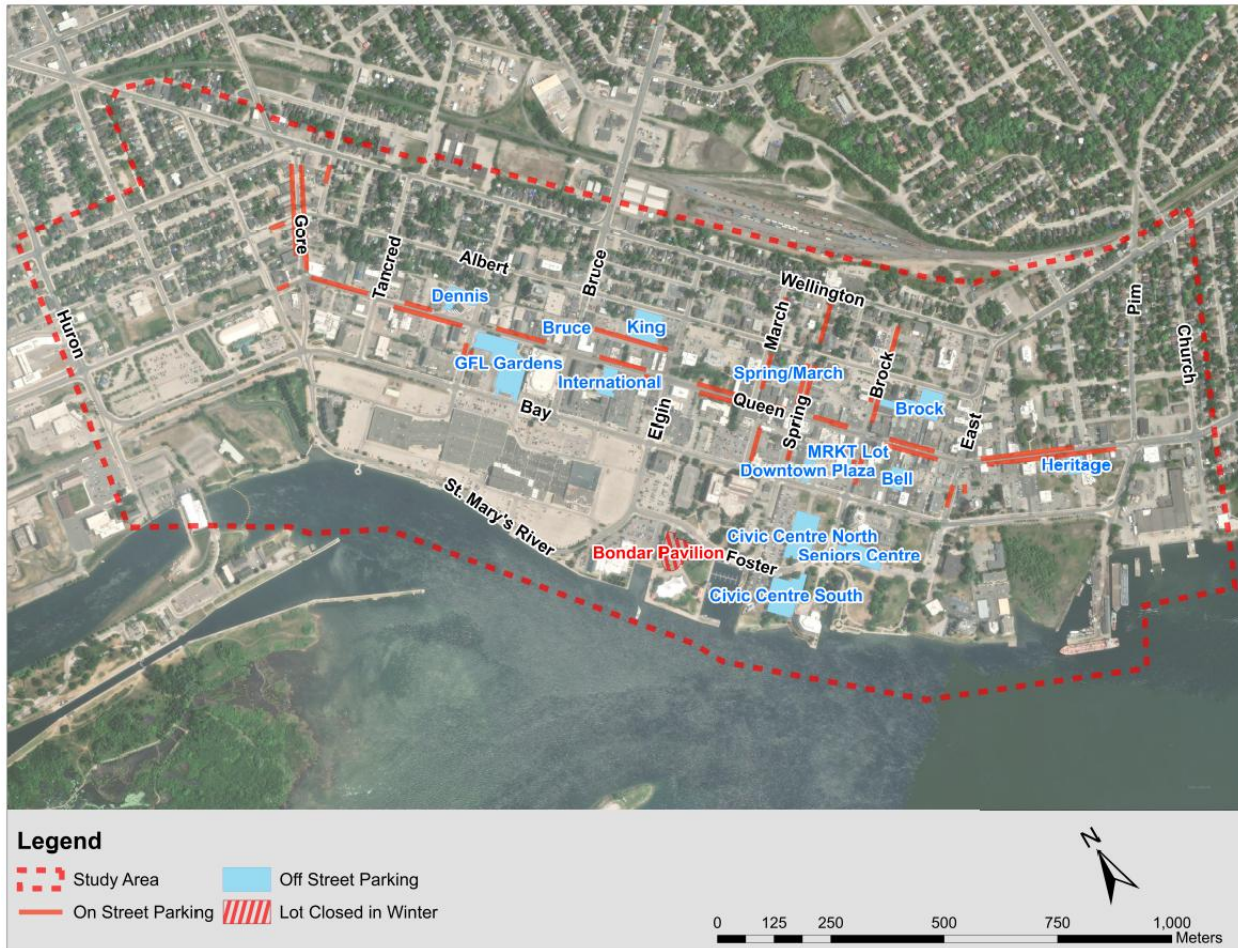 Gore
Tancred
Albert
Bruce
Wellington
Pim
Huron
Dennis
Bruce
King
March
Church
GFL Gardens
International
Spring/March
Brock
Bay
Elgin
Queen
Spring
Brock
East
MRKT Lot
Downtown Plaza
Bell
Heritage
St. Mary's River
Civic Centre North
Bondar Pavilion
Foster
Seniors Centre
Civic Centre South
Legend
Study Area
Off Street Parking
On Street Parking
Lot Closed in Winter
N
0 125 250 500 750 1,000
Meters